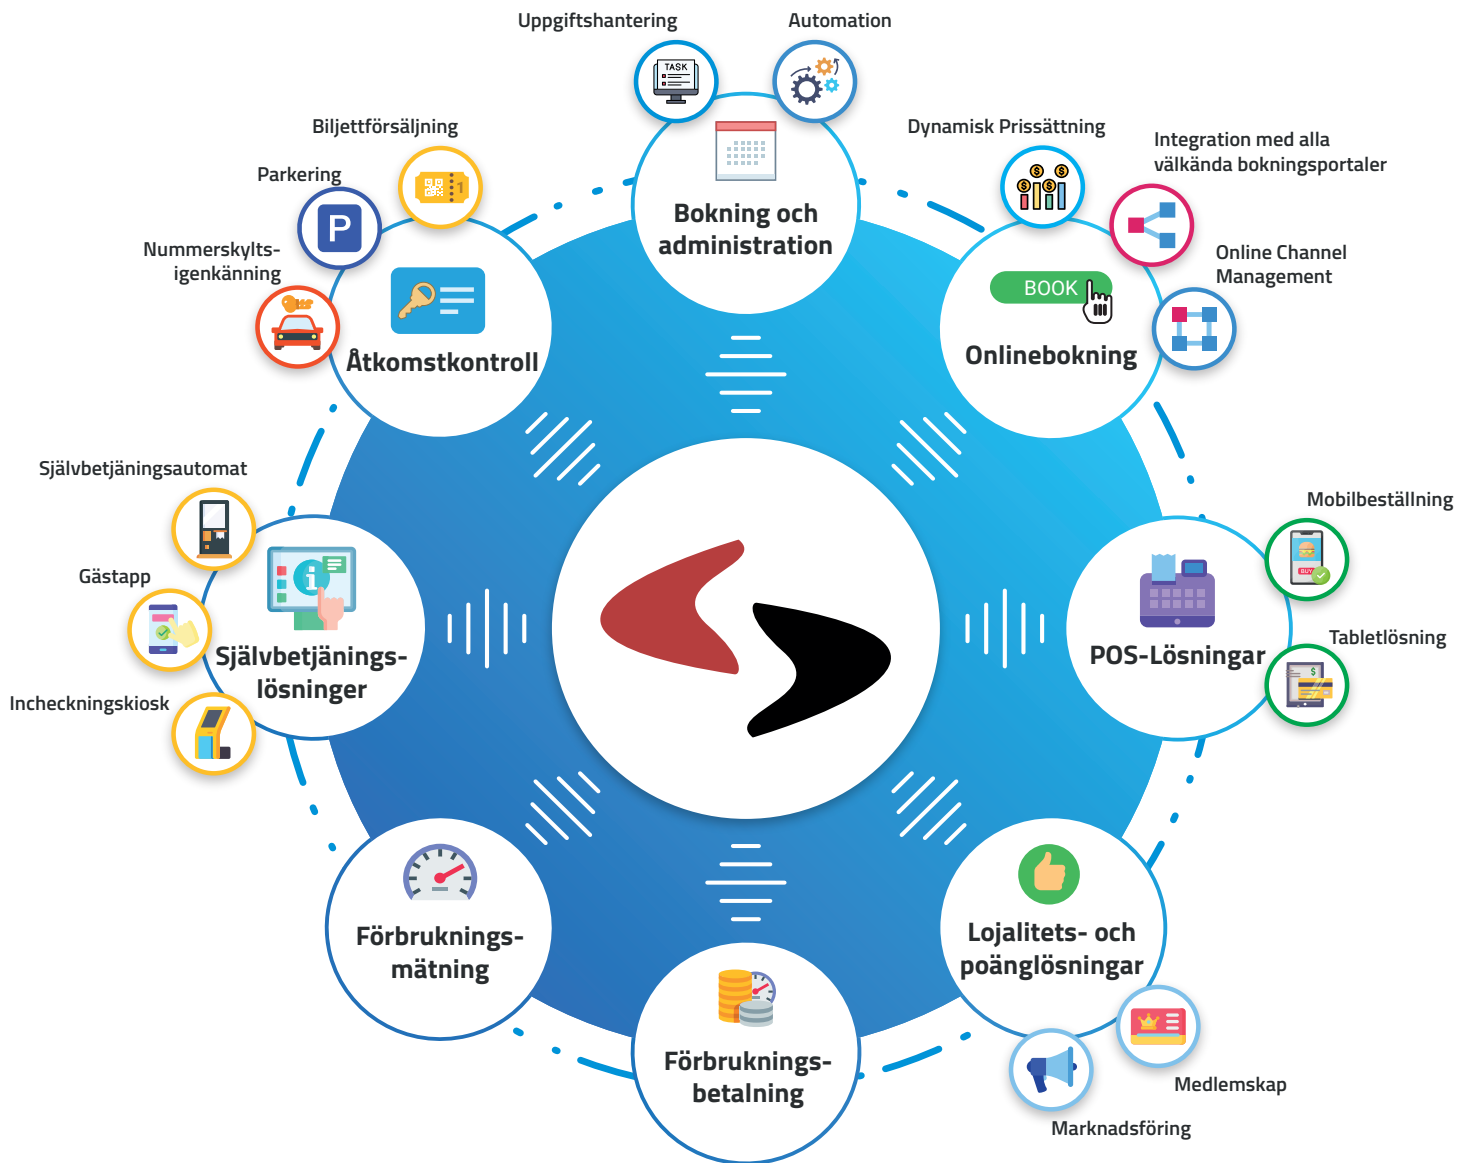 Uppgiftshantering
Automation
TASK
Bokning och
administration
Dynamisk Prissättning
Integration med alla
välkända bokningsportaler
Online Channel
Management
BOOK
Onlinebokning
Mobilbeställning
BUY
Tabletlösning
$
POS-Lösningar
Lojalitets- och
poänglösningar
Medlemskap
Marknadsföring
Förbruknings-
betalning
Förbruknings-
mätning
Självbetjäningsautomat
Gästapp
Incheckningskiosk
i
Självbetjänings-
lösninger
Biljettförsäljning
1
Parkering
P
Nummerskylts-
igenkänning
Åtkomstkontroll